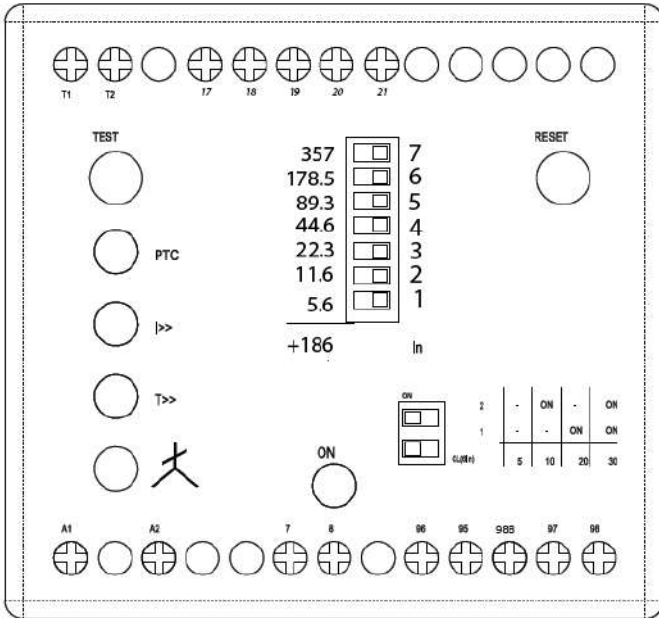 T1 T2 17 18 19 20 21
TEST
RESET
PTC
I>>
T>>
357 7
178.5 6
89.3 5
44.6 4
22.3 3
11.6 2
5.6 1
+186 In
ON
ON
2 - ON - ON
1 - - ON ON
5 10 20 30
A1 A2 7 8 96 95 98B 97 98